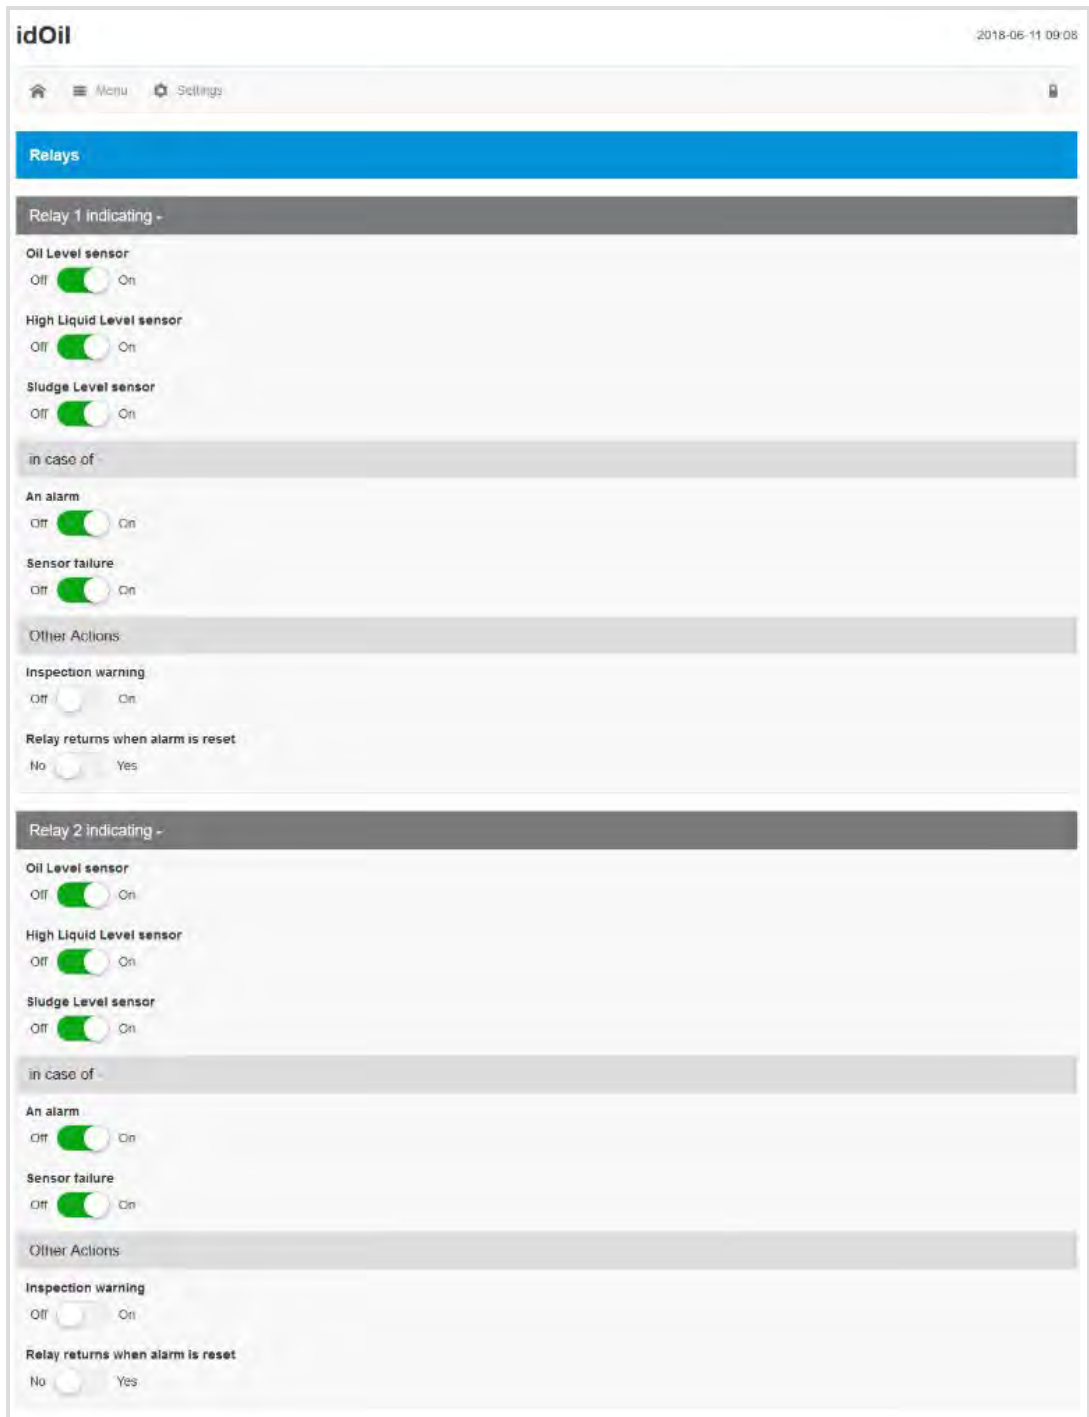 idOil
2018-06-11 09:08
Menu Settings
Relays
Relay 1 indicating -
Oil Level sensor
Off On
High Liquid Level sensor
Off On
Sludge Level sensor
Off On
in case of -
An alarm
Off On
Sensor failure
Off On
Other Actions
Inspection warning
Off On
Relay returns when alarm is reset
No Yes
Relay 2 indicating -
Oil Level sensor
Off On
High Liquid Level sensor
Off On
Sludge Level sensor
Off On
in case of -
An alarm
Off On
Sensor failure
Off On
Other Actions
Inspection warning
Off On
Relay returns when alarm is reset
No Yes